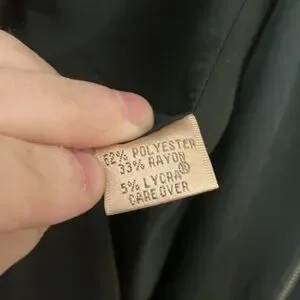 62% POLYESTER
33% RAYON
5% LYCRA®
CARE OVER